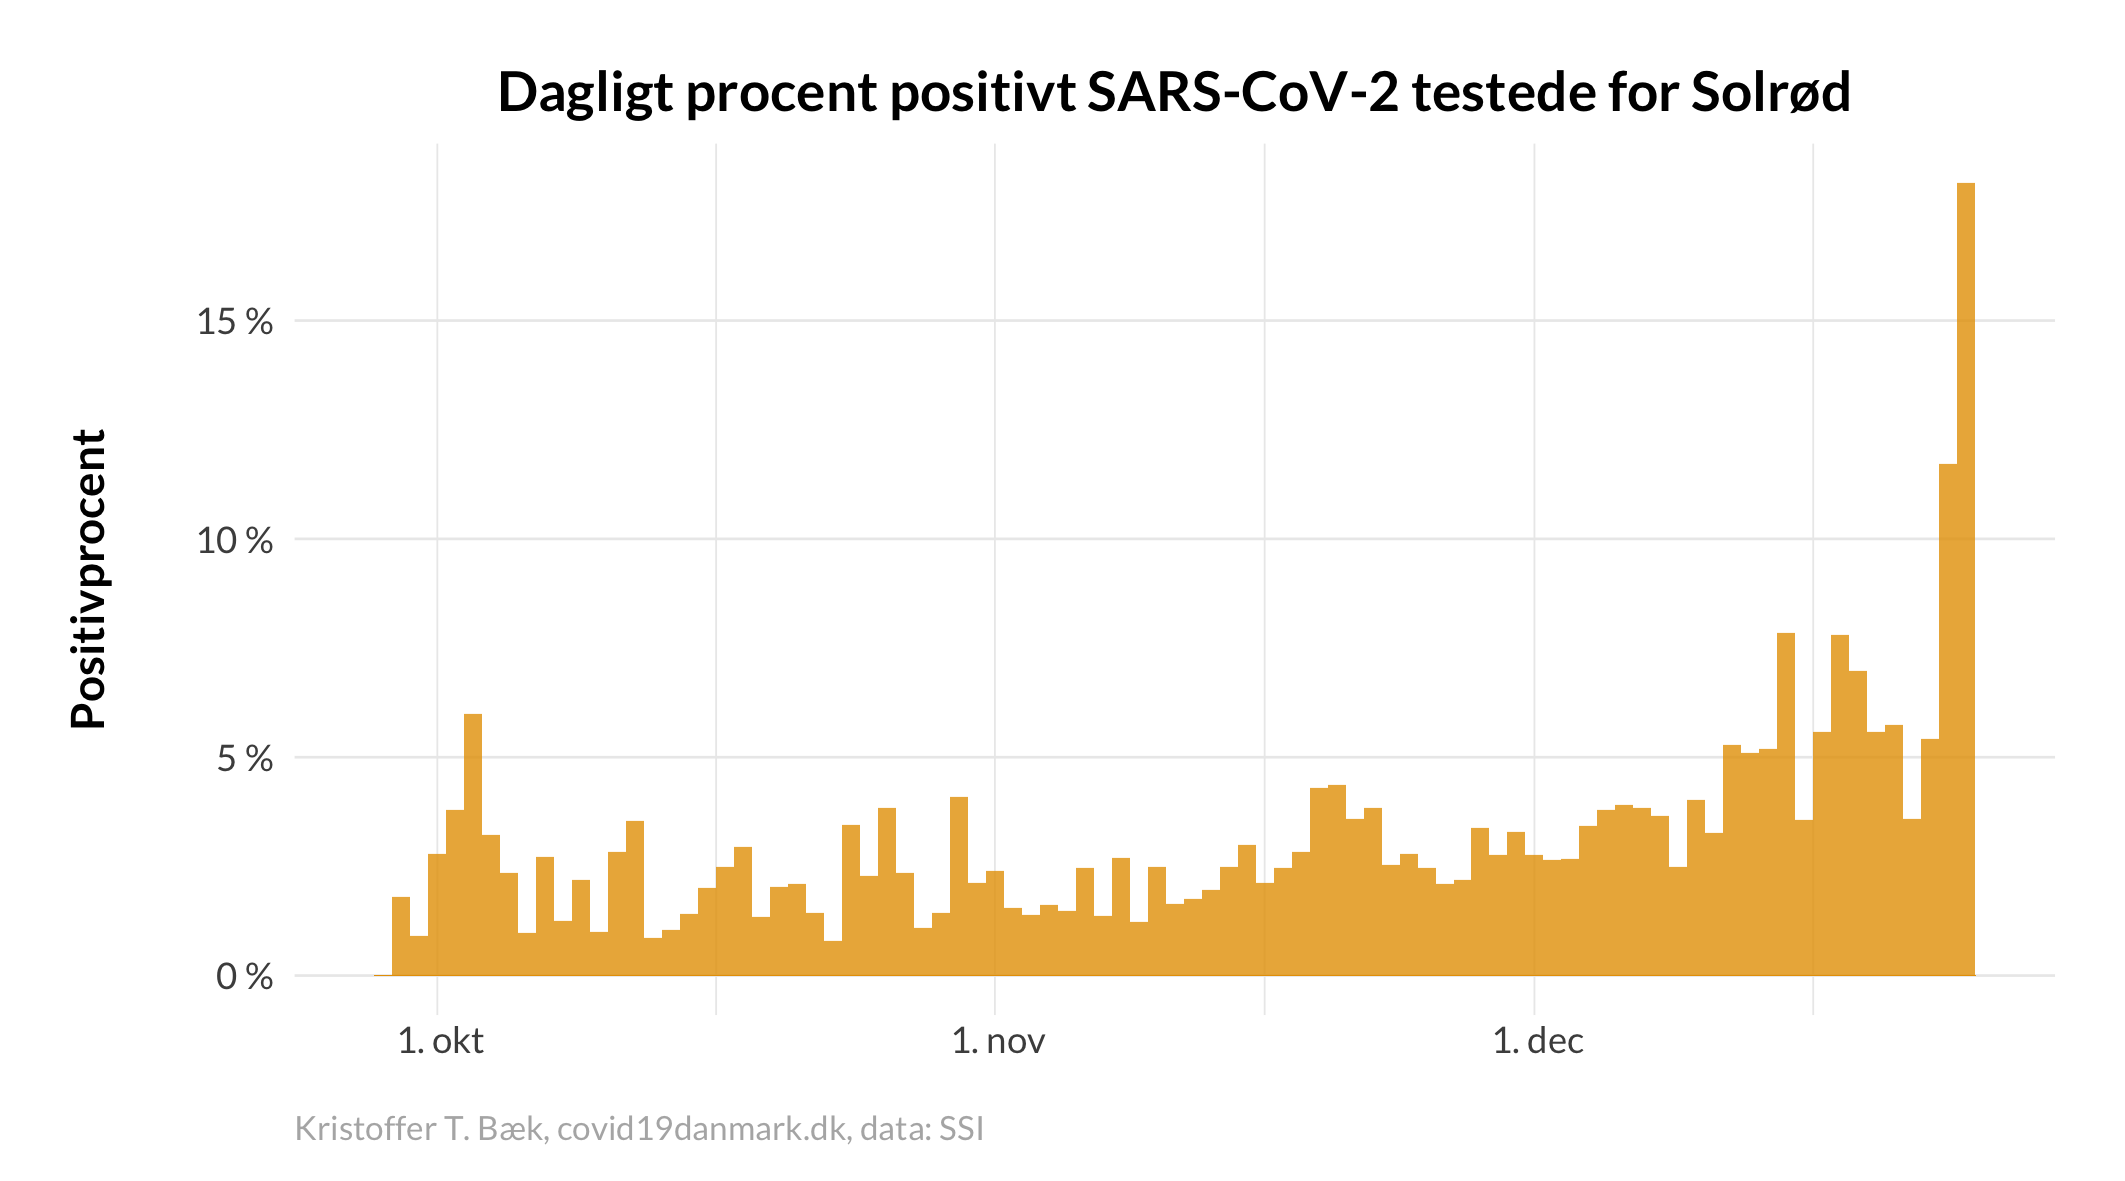 Dagligt procent positivt SARS-CoV-2 testede for Solrød
Positivprocent
15 %
10 %
5 %
0 %
1. okt
1. nov
1. dec
Kristoffer T. Bæk, covid19danmark.dk, data: SSI